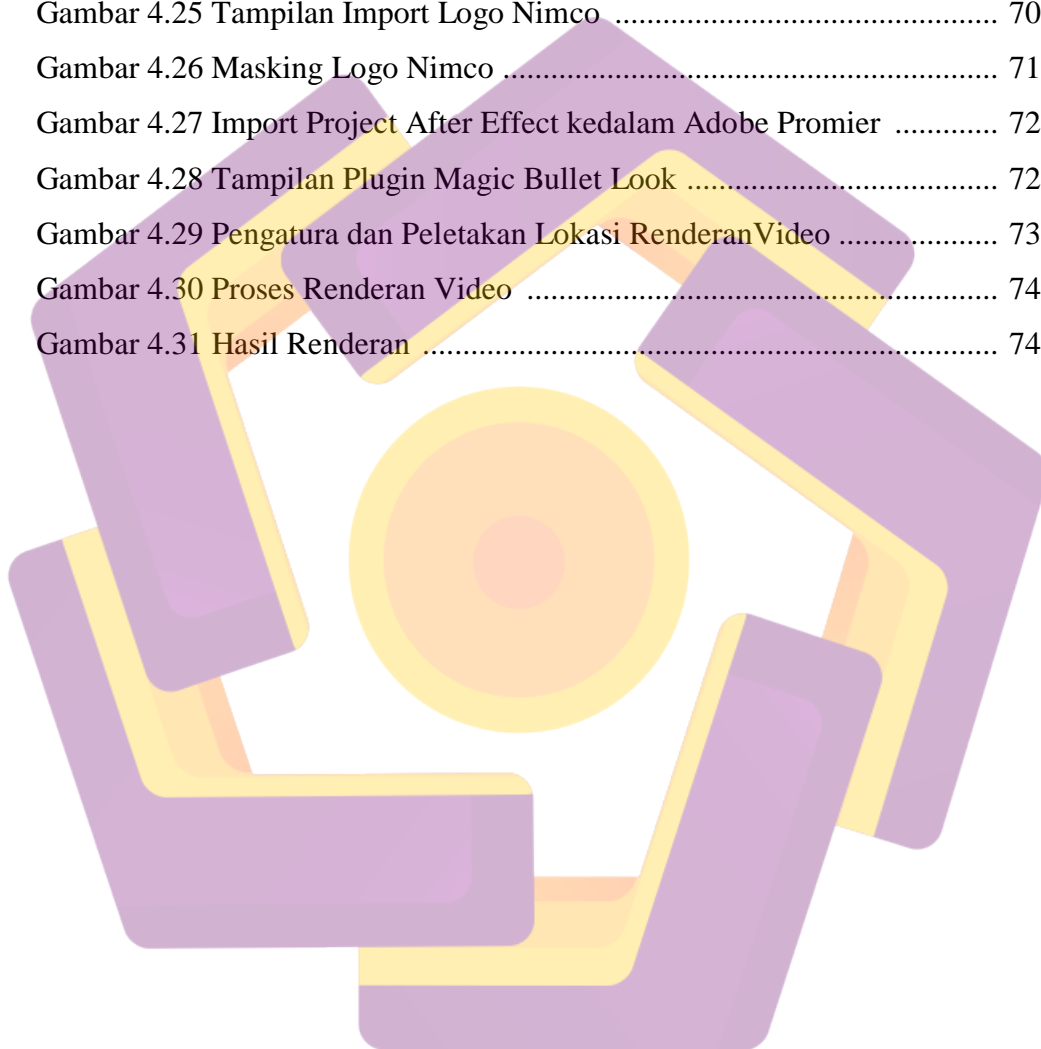 Gambar 4.25 Tampilan Import Logo Nimco ........................................ 70
Gambar 4.26 Masking Logo Nimco ..................................................... 71
Gambar 4.27 Import Project After Effect kedalam Adobe Promier ........... 72
Gambar 4.28 Tampilan Plugin Magic Bullet Look ................................. 72
Gambar 4.29 Pengatura dan Peletakan Lokasi RenderanVideo ................. 73
Gambar 4.30 Proses Renderan Video .................................................. 74
Gambar 4.31 Hasil Renderan ............................................................. 74